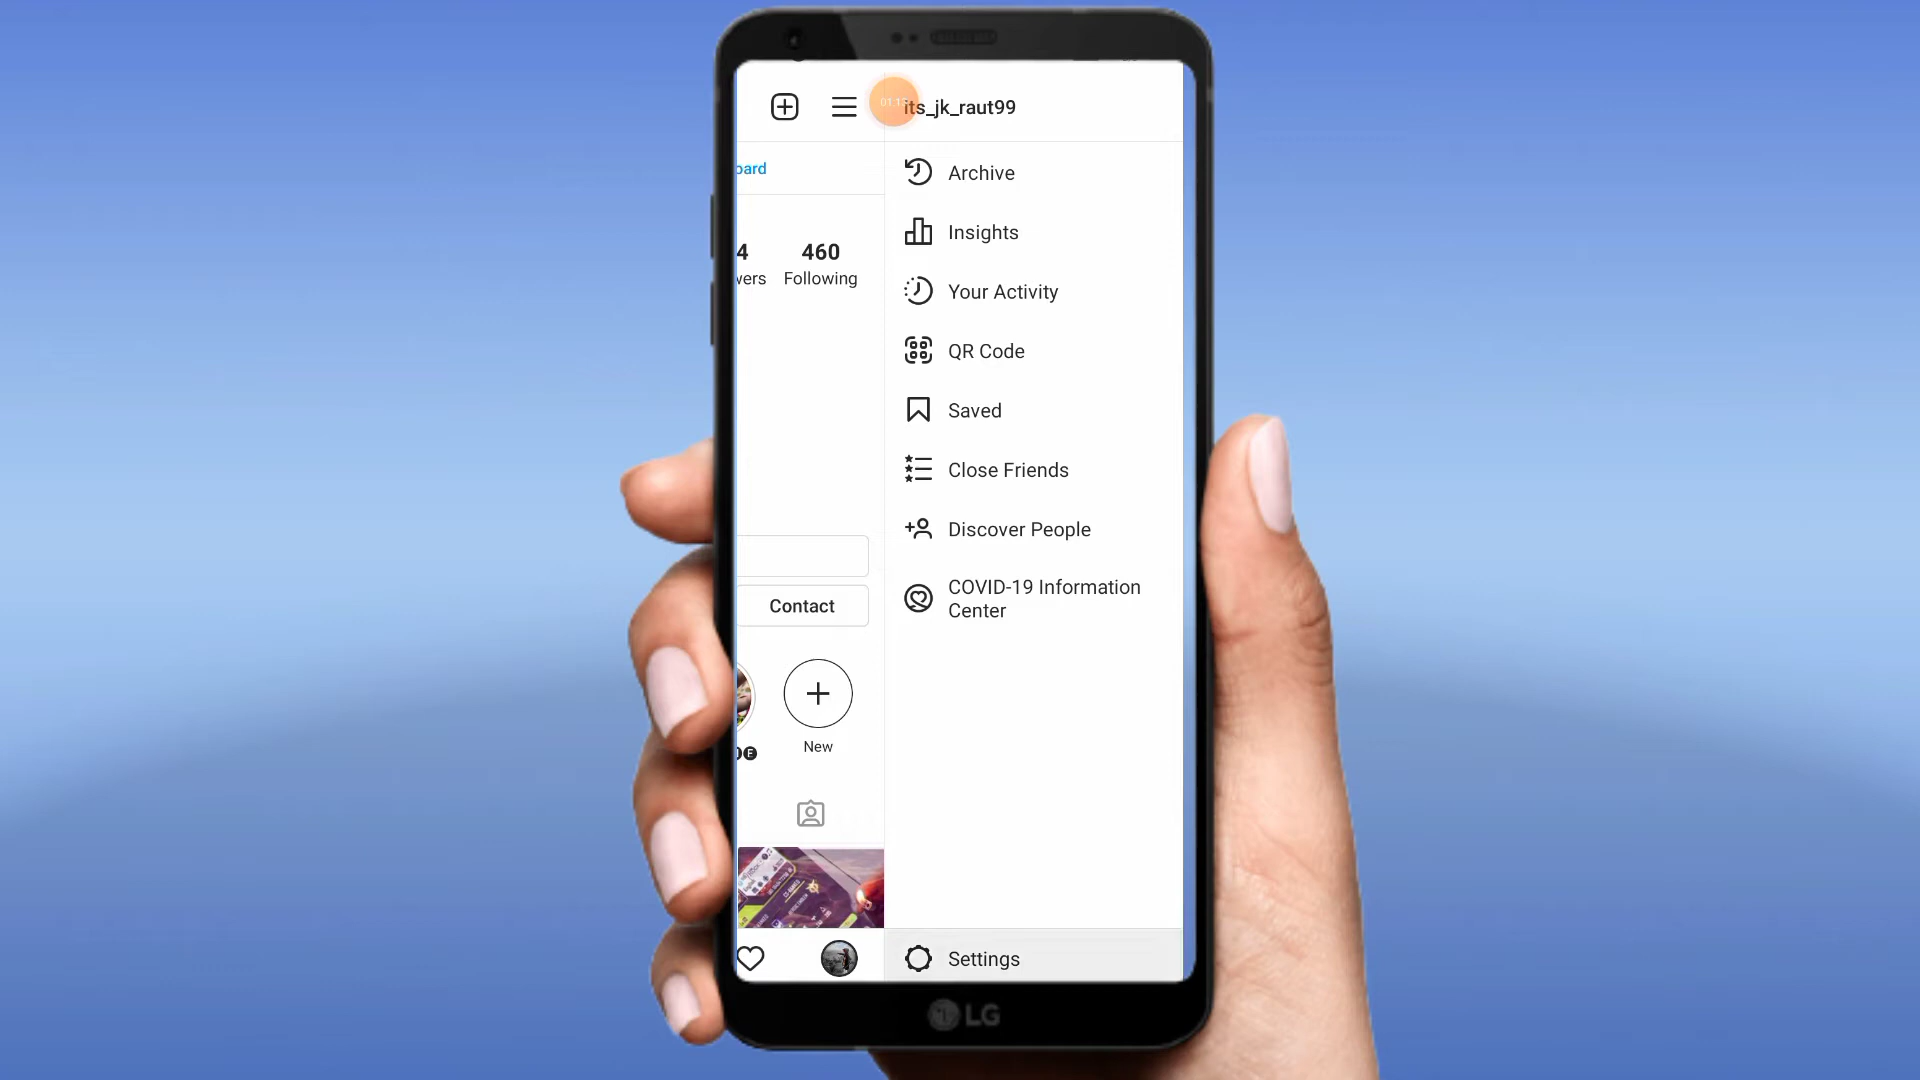 its_jk_raut99
board
4
460
vers
Following
Contact
New
Archive
Insights
Your Activity
QR Code
Saved
Close Friends
Discover People
COVID-19 Information
Center
Settings
LG